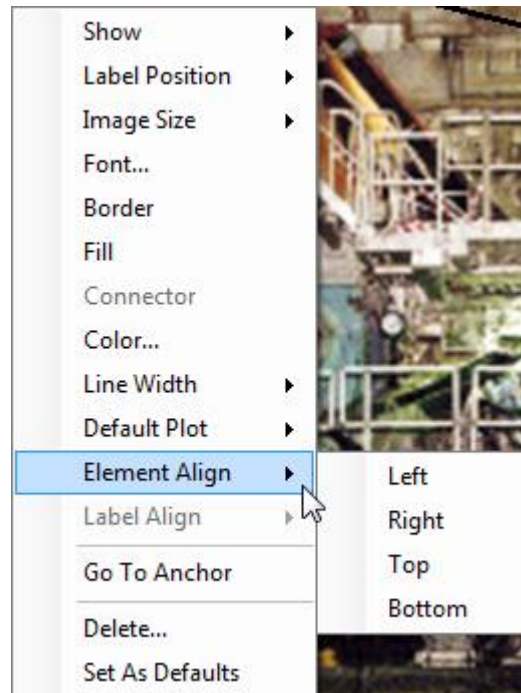 Show
Label Position
Image Size
Font...
Border
Fill
Connector
Color...
Line Width
Default Plot
Element Align
Label Align
Go To Anchor
Delete...
Set As Defaults
Left
Right
Top
Bottom